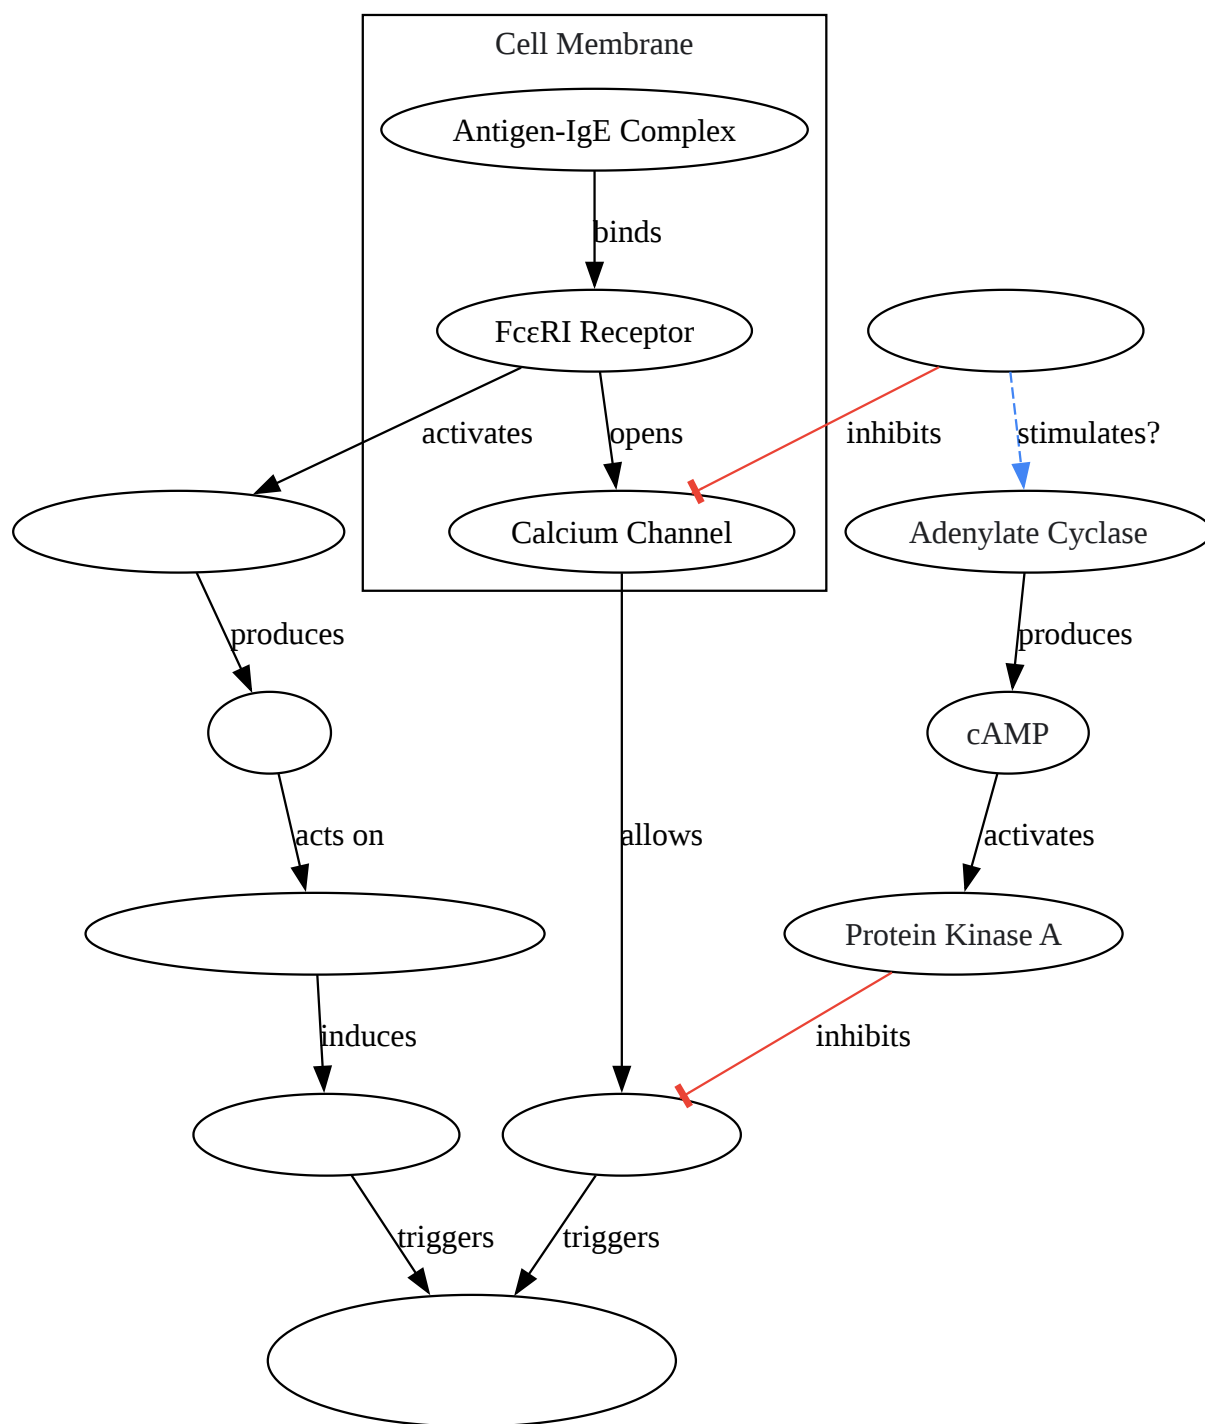 Cell Membrane
Antigen-IgE Complex
binds
FcεRI Receptor
activates
opens
inhibits
stimulates?
Calcium Channel
Adenylate Cyclase
produces
produces
cAMP
acts on
allows
activates
Protein Kinase A
induces
inhibits
triggers
triggers